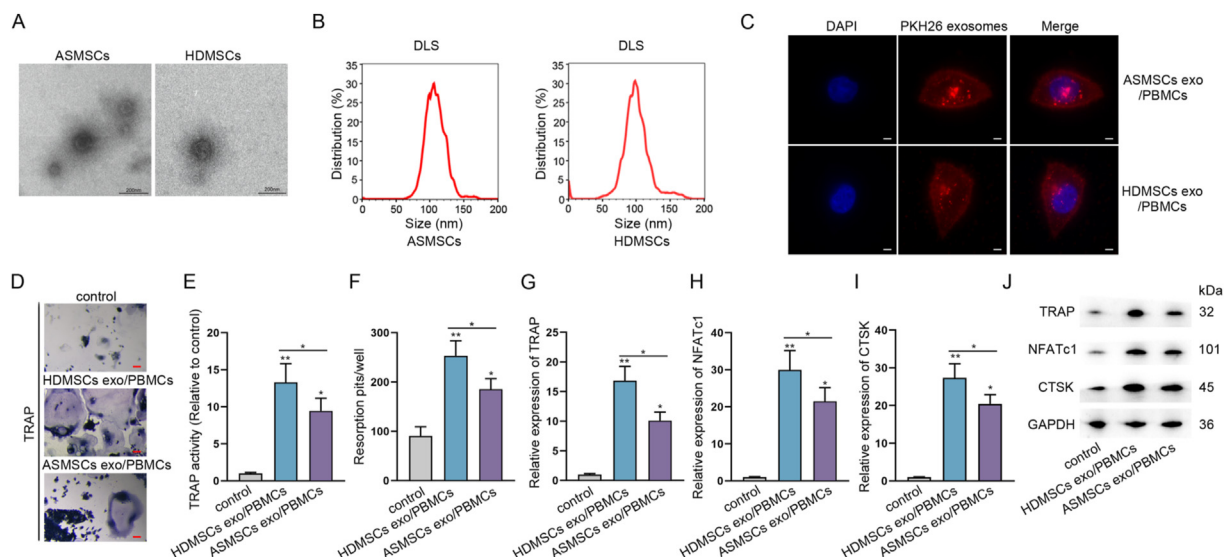 A
ASMSCs
HDMSCs
200nm
200nm
B
DLS
DLS
Distribution (%)
35
30
25
20
15
10
5
0
0
50
100
150
200
Size (nm)
ASMSCs
Distribution (%)
35
30
25
20
15
10
5
0
0
50
100
150
200
Size (nm)
HDMSCs
C
DAPI
PKH26 exosomes
Merge
ASMSCs exo
/PBMCs
HDMSCs exo
/PBMCs
D
TRAP
control
HDMSCs exo/PBMCs
ASMSCs exo/PBMCs
E
TRAP activity (Relative to control)
20
15
10
5
0
**
*
*
control
HDMSCs exo/PBMCs
ASMSCs exo/PBMCs
F
Resorption pits/well
300
200
100
0
**
*
*
control
HDMSCs exo/PBMCs
ASMSCs exo/PBMCs
G
Relative expression of TRAP
25
20
15
10
5
0
**
*
*
control
HDMSCs exo/PBMCs
ASMSCs exo/PBMCs
H
Relative expression of NFATc1
40
30
20
10
0
**
*
*
control
HDMSCs exo/PBMCs
ASMSCs exo/PBMCs
I
Relative expression of CTSK
40
30
20
10
0
**
*
*
control
HDMSCs exo/PBMCs
ASMSCs exo/PBMCs
J
kDa
TRAP
32
NFATc1
101
CTSK
45
GAPDH
36
control
HDMSCs exo/PBMCs
ASMSCs exo/PBMCs